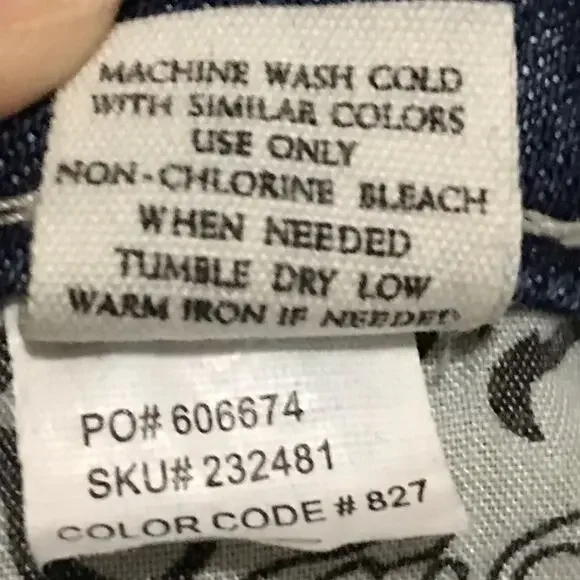 MACHINE WASH COLD
WITH SIMILAR COLORS
USE ONLY
NON-CHLORINE BLEACH
WHEN NEEDED
TUMBLE DRY LOW
WARM IRON IF NEEDED
PO# 606674
SKU# 232481
COLOR CODE # 827